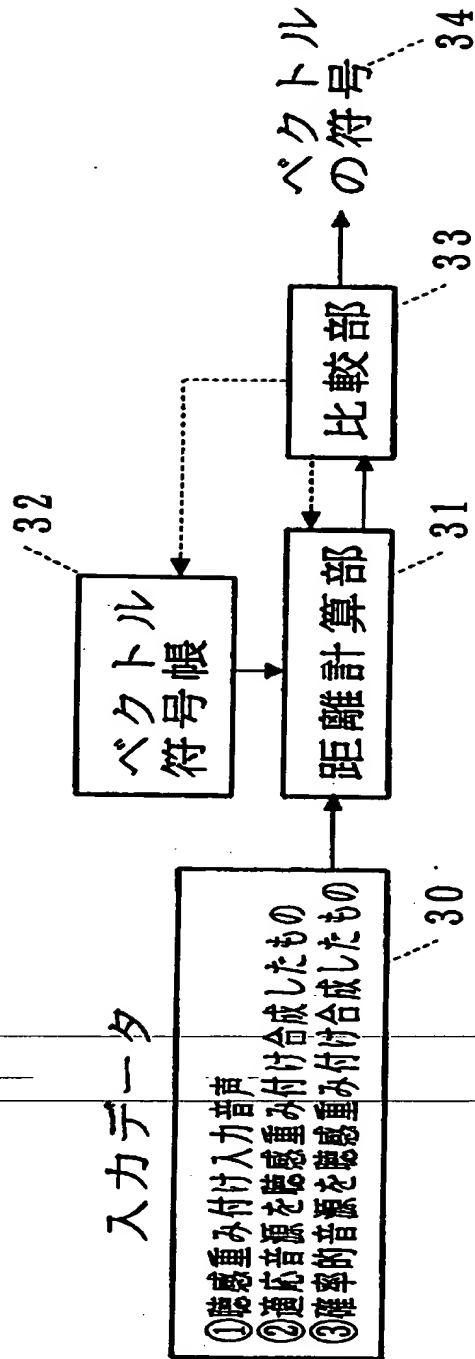 入力データ
①聴感重み付け入力音声
②適応音源を聴感重み付け合成したもの
③確率的音源を聴感重み付け合成したもの
30
ベクトル
符号帳
32
距離計算部
31
比較部
33
ベクトル
の符号
34